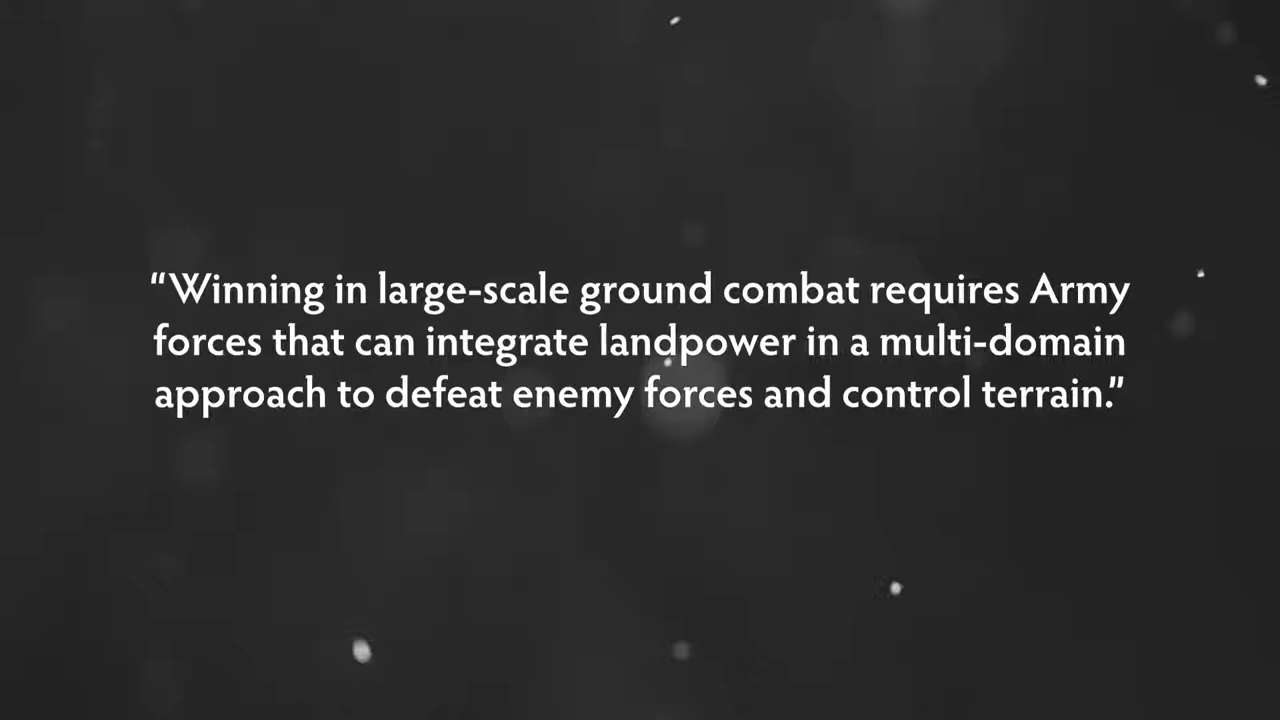 “Winning in large-scale ground combat requires Army
forces that can integrate landpower in a multi-domain
approach to defeat enemy forces and control terrain.”